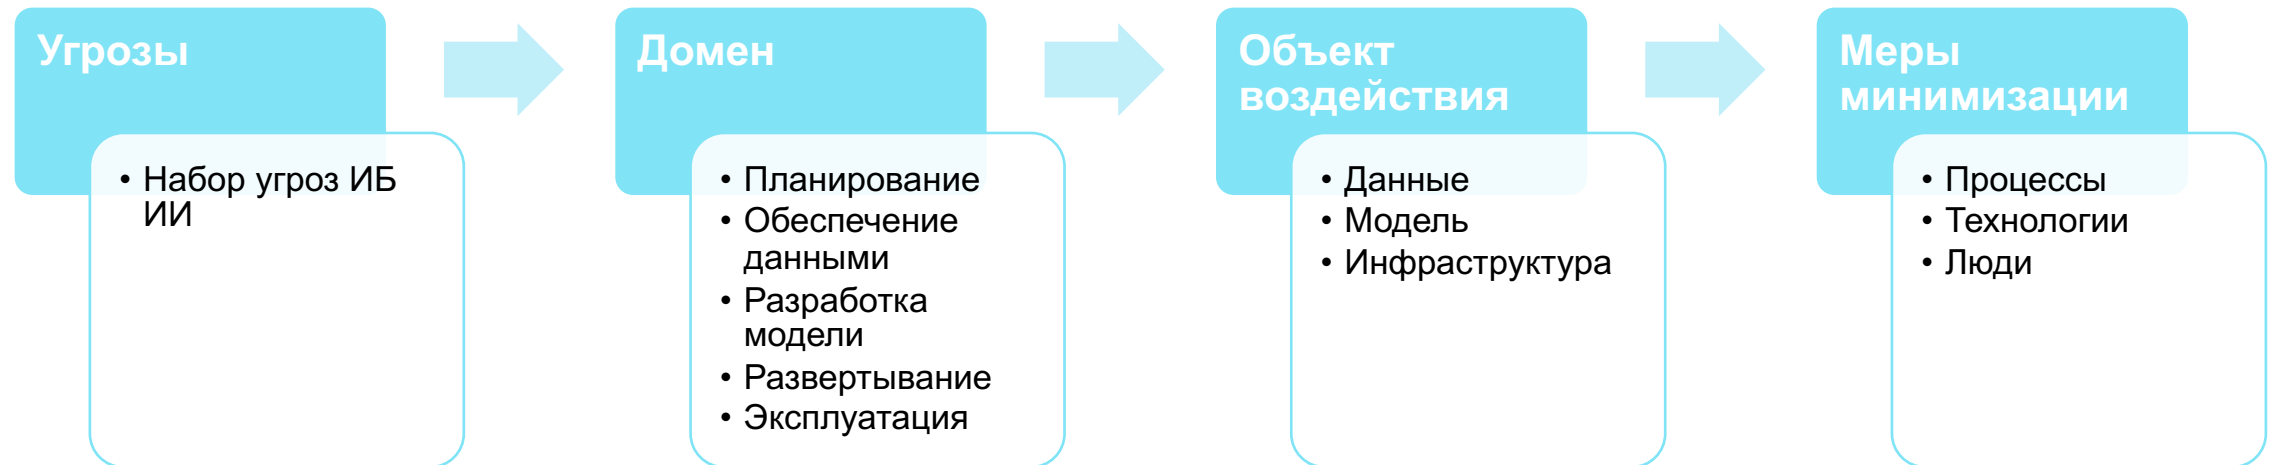 Угрозы
• Набор угроз ИБ
ИИ
Домен
• Планирование
• Обеспечение
данными
• Разработка
модели
• Развертывание
• Эксплуатация
Объект
воздействия
• Данные
• Модель
• Инфраструктура
Меры
минимизации
• Процессы
• Технологии
• Люди